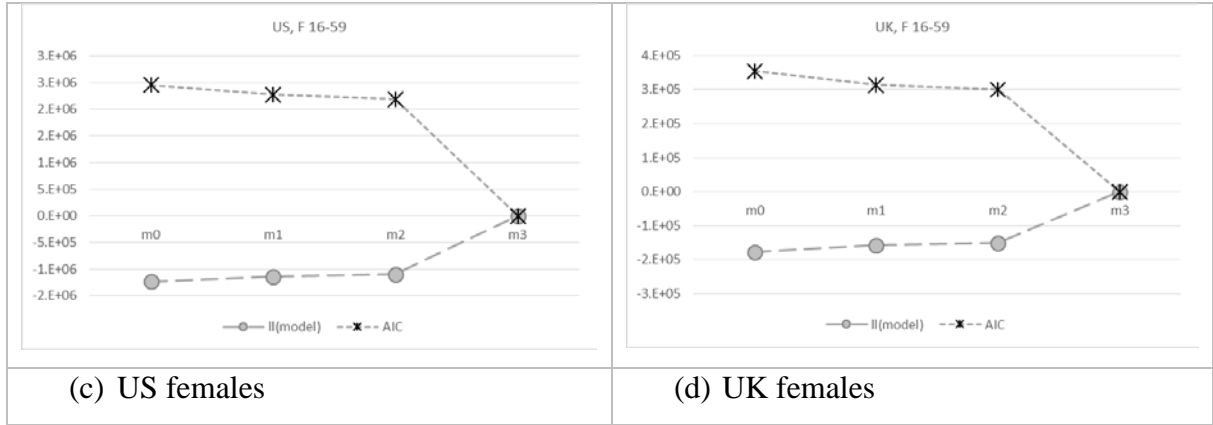 US, F 16-59
3.E+06
3.E+06
2.E+06
2.E+06
1.E+06
5.E+05
0.E+00
m0 m1 m2 m3
-5.E+05
-1.E+06
-2.E+06
ll(model) AIC
(c) US females
UK, F 16-59
4.E+05
3.E+05
2.E+05
1.E+05
0.E+00
m0 m1 m2 m3
-1.E+05
-2.E+05
-3.E+05
ll(model) AIC
(d) UK females